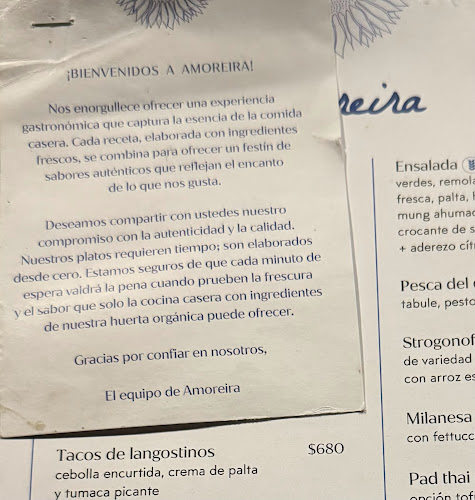 ¡BIENVENIDOS A AMOREIRA!
Nos enorgullece ofrecer una experiencia
gastronómica que captura la esencia de la comida
casera. Cada receta, elaborada con ingredientes
frescos, se combina para ofrecer un festín de
sabores auténticos que reflejan el encanto
de lo que nos gusta.
Deseamos compartir con ustedes nuestro
compromiso con la autenticidad y la calidad.
Nuestros platos requieren tiempo; son elaborados
desde cero. Estamos seguros de que cada minuto de
espera valdrá la pena cuando prueben la frescura
y el sabor que solo la cocina casera con ingredientes
de nuestra huerta orgánica puede ofrecer.
Gracias por confiar en nosotros,
El equipo de Amoreira
Tacos de langostinos $680
cebolla encurtida, crema de palta
y tumaca picante
reira
Ensalada
verdes, remola
fresca, palta,
mung ahumad
crocante de s
+ aderezo cít
Pesca del
tabule, pesto
Strogonof
de variedad
con arroz es
Milanesa
con fettucc
Pad thai
opción tof